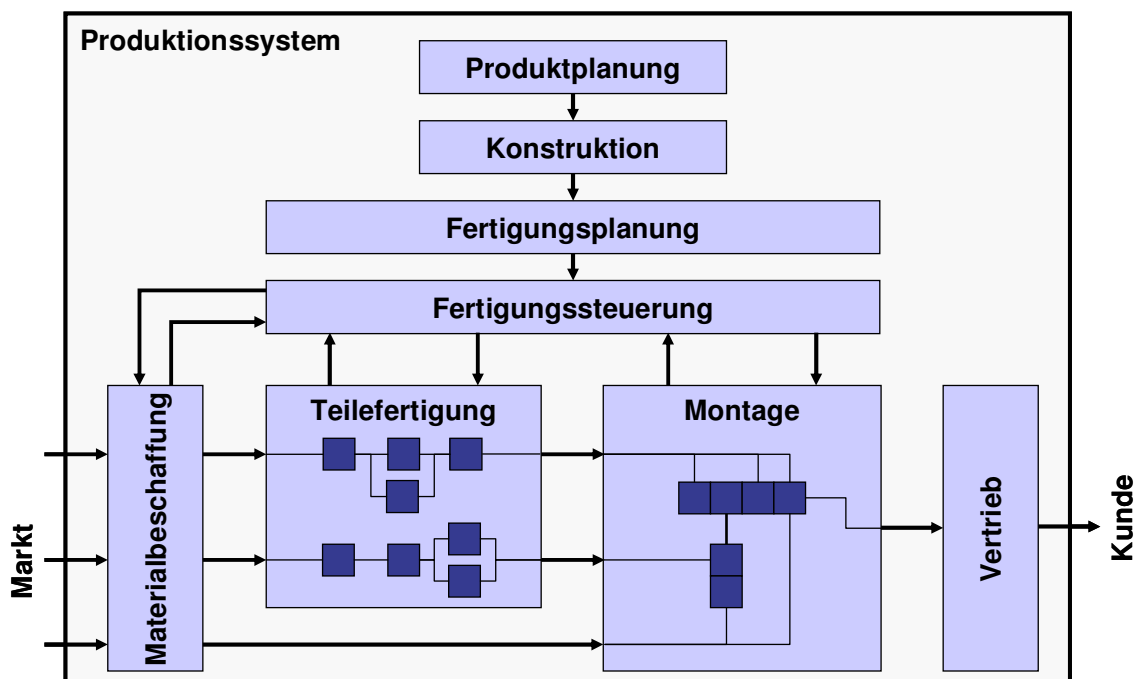 Produktionssystem
Produktplanung
Konstruktion
Fertigungsplanung
Fertigungssteuerung
Markt
Materialbeschaffung
Teilefertigung
Montage
Vertrieb
Kunde